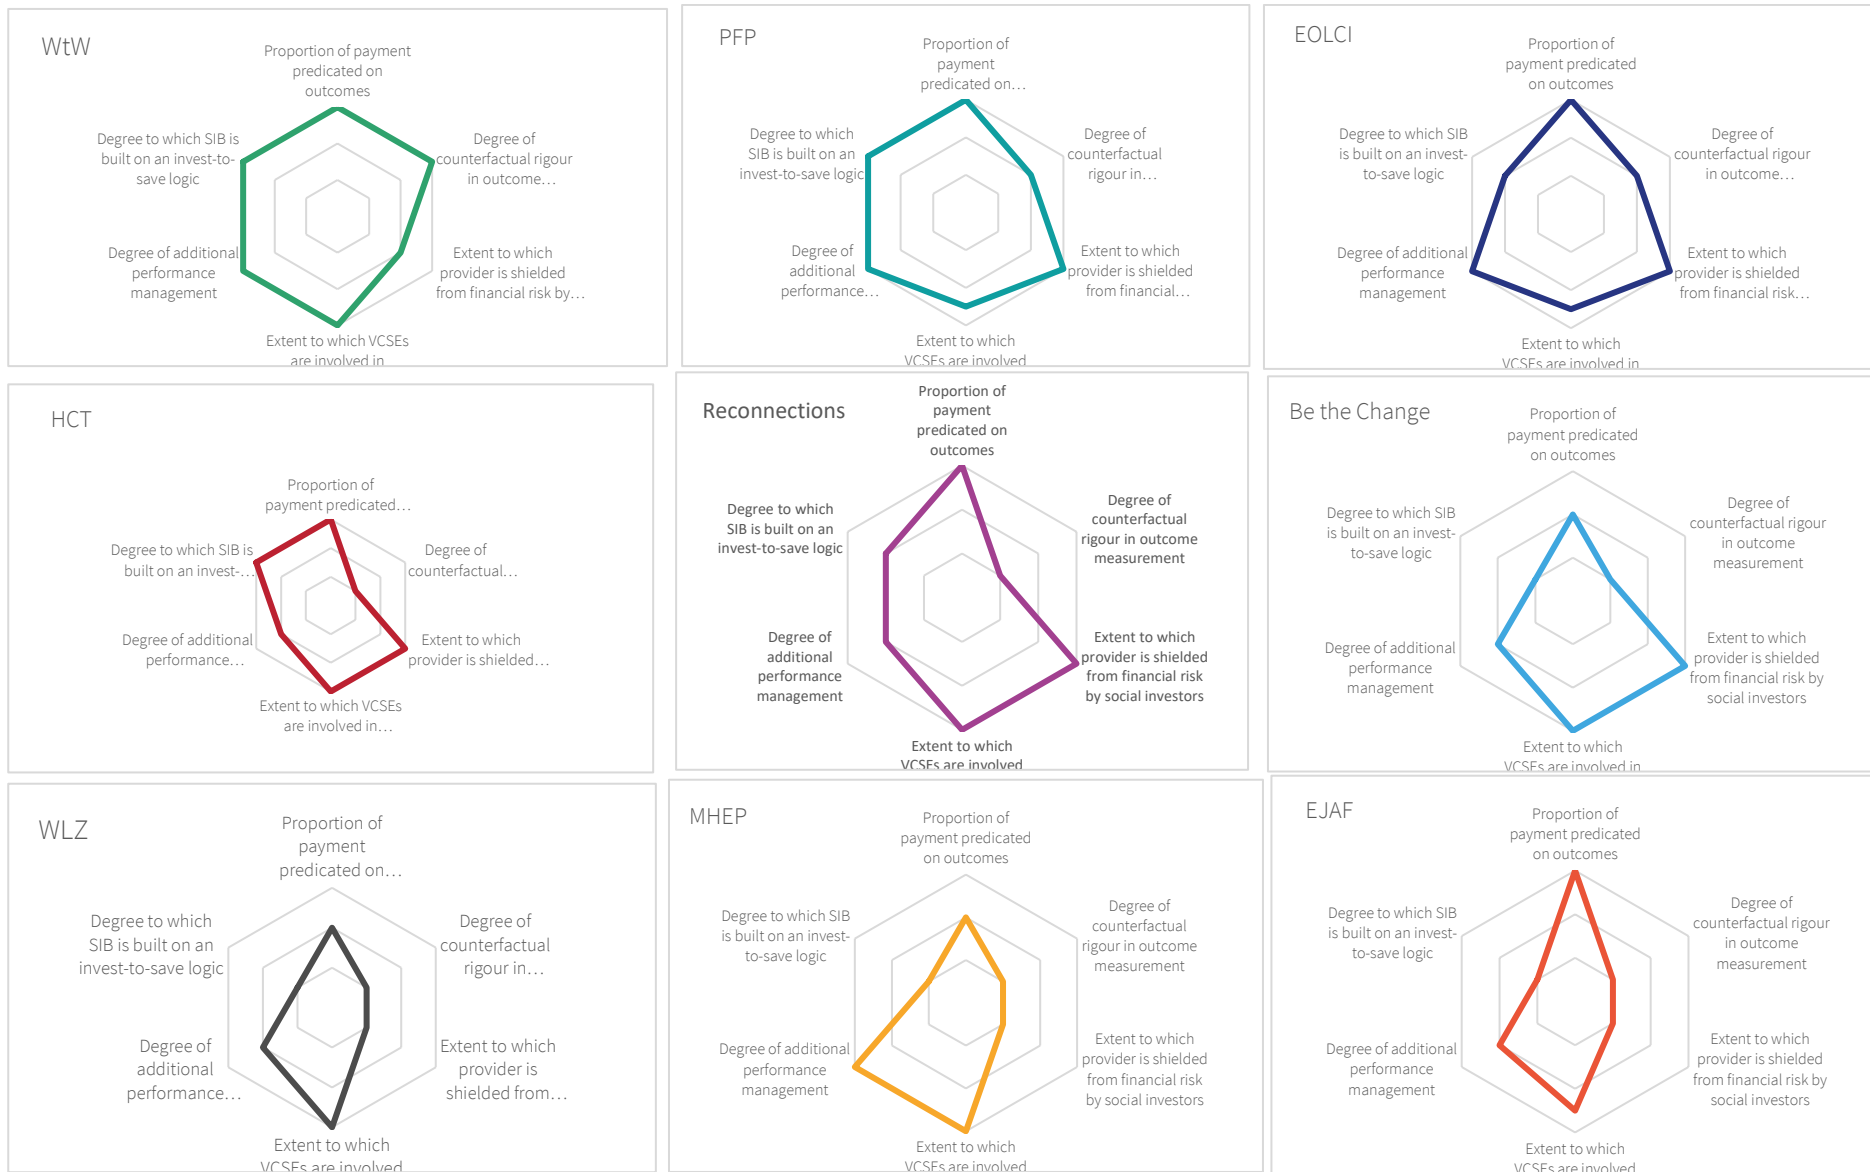 WtW
Proportion of payment
predicated on
outcomes
Degree of
counterfactual rigour
in outcome…
Extent to which
provider is shielded
from financial risk by…
Extent to which VCSEs
are involved in
Degree of additional
performance
management
Degree to which SIB is
built on an invest-to-
save logic
PFP
Proportion of
payment
predicated on…
Degree of
counterfactual
rigour in…
Extent to which
provider is shielded
from financial…
Extent to which
VCSEs are involved
Degree of
additional
performance…
Degree to which
SIB is built on an
invest-to-save logic
EOLCI
Proportion of
payment predicated
on outcomes
Degree of
counterfactual rigour
in outcome…
Extent to which
provider is shielded
from financial risk…
Extent to which
VCSEs are involved in
Degree of additional
performance
management
Degree to which SIB
is built on an invest-
to-save logic
HCT
Proportion of
payment predicated…
Degree of
counterfactual…
Extent to which
provider is shielded…
Extent to which VCSEs
are involved in…
Degree of additional
performance…
Degree to which SIB is
built on an invest-…
Reconnections
Proportion of
payment
predicated on
outcomes
Degree of
counterfactual
rigour in outcome
measurement
Extent to which
provider is shielded
from financial risk
by social investors
Extent to which
VCSEs are involved
Degree of
additional
performance
management
Degree to which
SIB is built on an
invest-to-save logic
Be the Change
Proportion of
payment predicated
on outcomes
Degree of
counterfactual rigour
in outcome
measurement
Extent to which
provider is shielded
from financial risk by
social investors
Extent to which
VCSEs are involved in
Degree of additional
performance
management
Degree to which SIB
is built on an invest-
to-save logic
WLZ
Proportion of
payment
predicated on…
Degree of
counterfactual
rigour in…
Extent to which
provider is
shielded from…
Extent to which
VCSEs are involved
Degree of
additional
performance…
Degree to which
SIB is built on an
invest-to-save logic
MHEP
Proportion of
payment predicated
on outcomes
Degree of
counterfactual
rigour in outcome
measurement
Extent to which
provider is shielded
from financial risk
by social investors
Extent to which
VCSEs are involved
Degree of additional
performance
management
Degree to which SIB
is built on an invest-
to-save logic
EJAF
Proportion of
payment predicated
on outcomes
Degree of
counterfactual rigour
in outcome
measurement
Extent to which
provider is shielded
from financial risk by
social investors
Extent to which
VCSEs are involved
Degree of additional
performance
management
Degree to which SIB
is built on an invest-
to-save logic